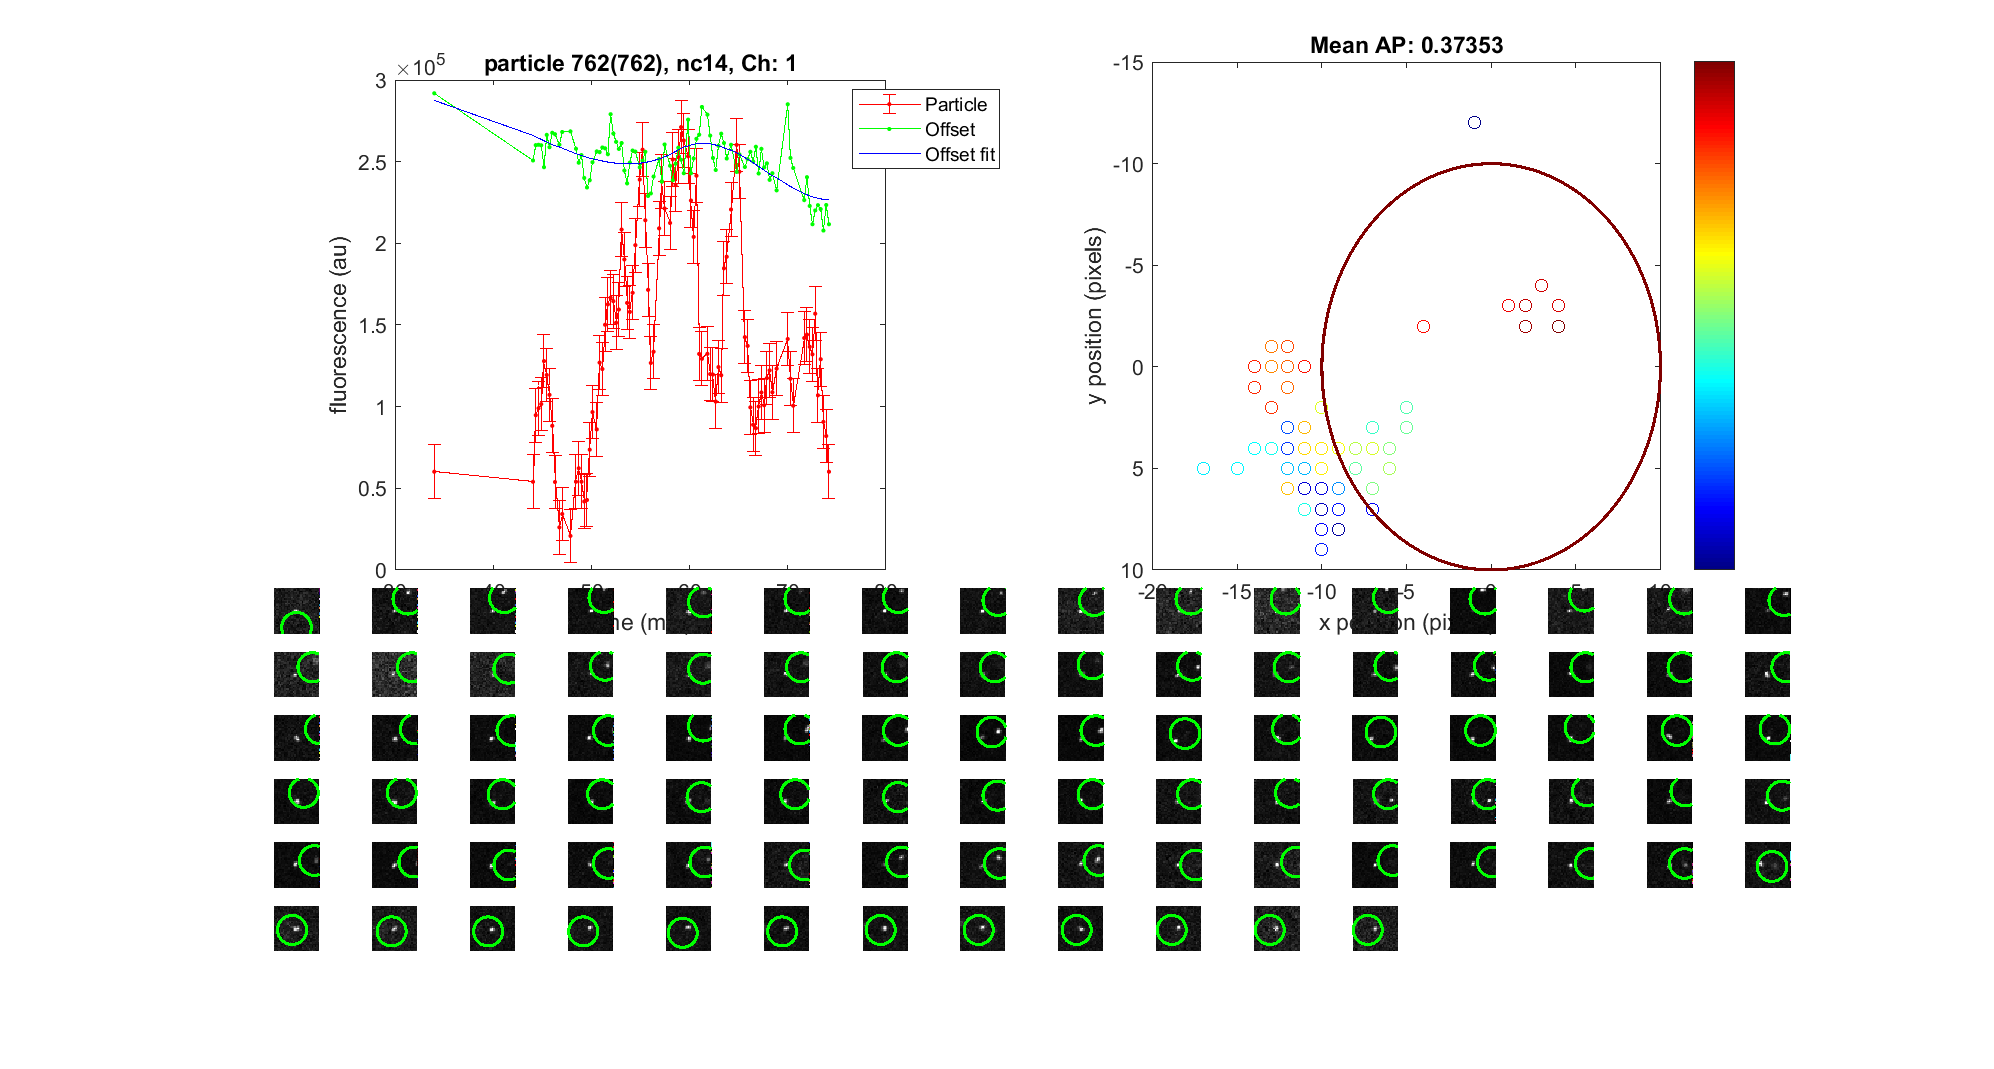 particle 762(762), nc14, Ch: 1
×10^5
3
2.5
2
1.5
1
0.5
0
fluorescence (au)
Particle
Offset
Offset fit
Mean AP: 0.37353
-15
-10
-5
0
5
10
y position (pixels)
-20
-15
-10
-5